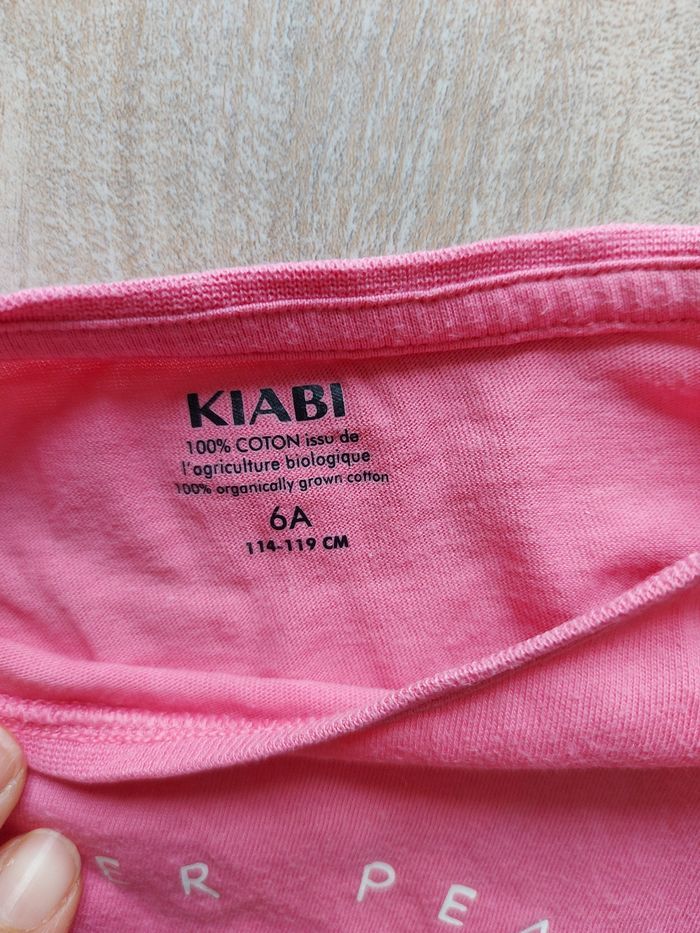 KIABI
100% COTON issu de
l'agriculture biologique
100% organically grown cotton
6A
114-119 CM